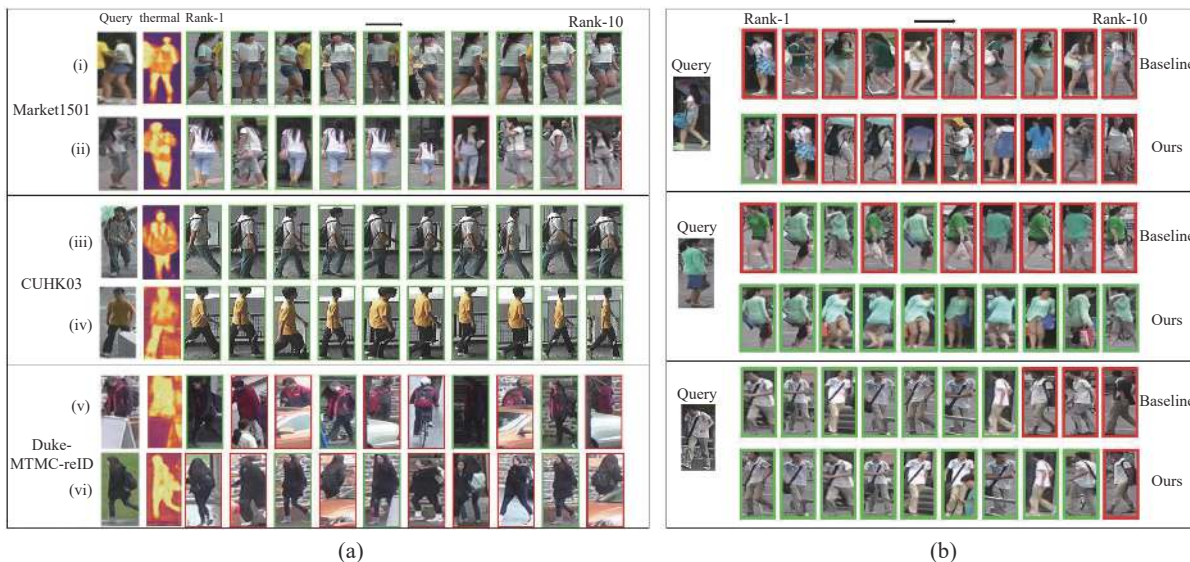 Query thermal Rank-1 Rank-10
(i)
Market1501
(ii)
(iii)
CUHK03
(iv)
(v)
Duke-
MTMC-reID
(vi)
(a)
Rank-1 Rank-10
Query
Baseline
Ours
Query
Baseline
Ours
Query
Baseline
Ours
(b)